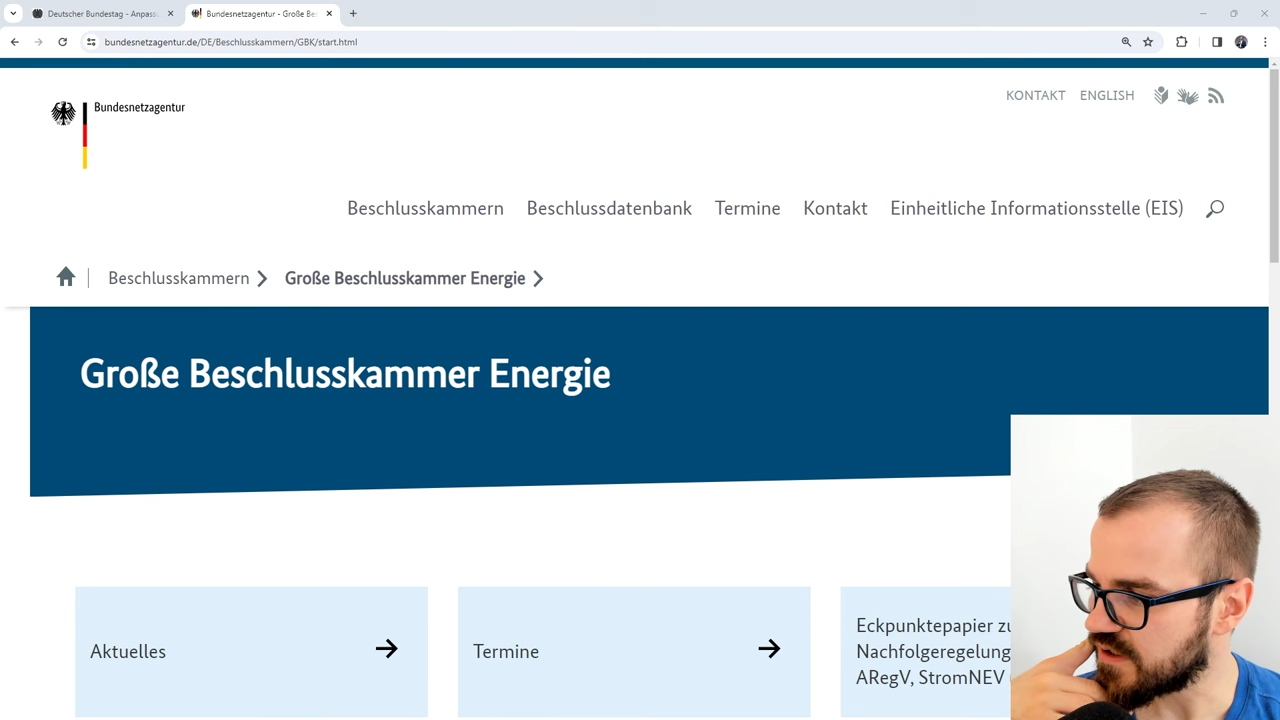 Deutscher Bundestag - Anpass
Bundesnetzagentur - Große Be
bundesnetzagentur.de/DE/Beschlusskammern/GBK/start.html
KONTAKT ENGLISH
Bundesnetzagentur
Beschlusskammern Beschlussdatenbank Termine Kontakt Einheitliche Informationsstelle (EIS)
Beschlusskammern Große Beschlusskammer Energie
Große Beschlusskammer Energie
Aktuelles
Termine
Eckpunktepapier zu
Nachfolgeregelung
ARegV, StromNEV